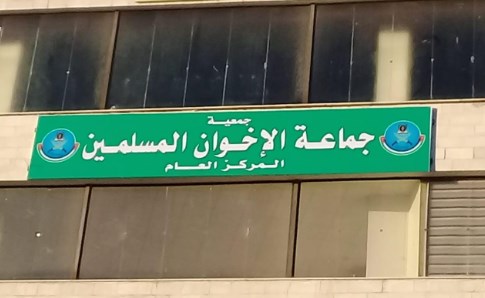 جمعية
جماعة الإخوان المسلمين
المركز العام